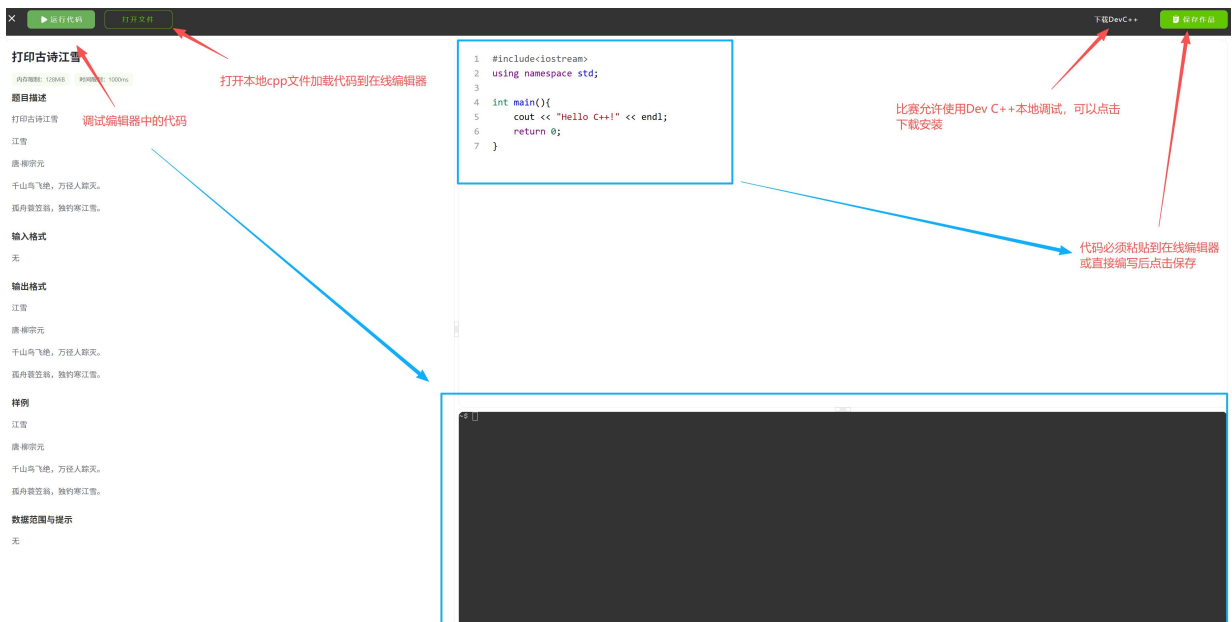 × ▶运行代码 打开文件 下载DevC++ 保存作品
打印古诗江雪
内存限制：128MiB 时间限制：1000ms
题目描述
打印古诗江雪
江雪
唐·柳宗元
千山鸟飞绝，万径人踪灭。
孤舟蓑笠翁，独钓寒江雪。
输入格式
无
输出格式
江雪
唐·柳宗元
千山鸟飞绝，万径人踪灭。
孤舟蓑笠翁，独钓寒江雪。
样例
江雪
唐·柳宗元
千山鸟飞绝，万径人踪灭。
孤舟蓑笠翁，独钓寒江雪。
数据范围与提示
无
调试编辑器中的代码
打开本地cpp文件加载代码到在线编辑器
1 #include<iostream>
2 using namespace std;
3
4 int main(){
5 cout << "Hello C++!" << endl;
6 return 0;
7 }
比赛允许使用Dev C++本地调试，可以点击
下载安装
代码必须粘贴到在线编辑器
或直接编写后点击保存
~$